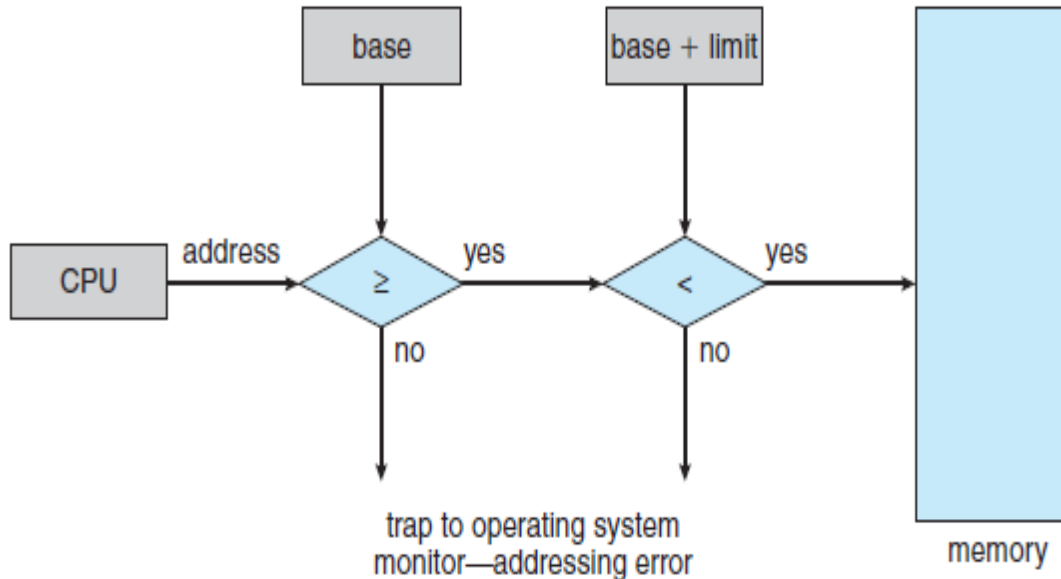 base
base + limit
CPU
address
≥
yes
<
yes
no
no
trap to operating system
monitor—addressing error
memory